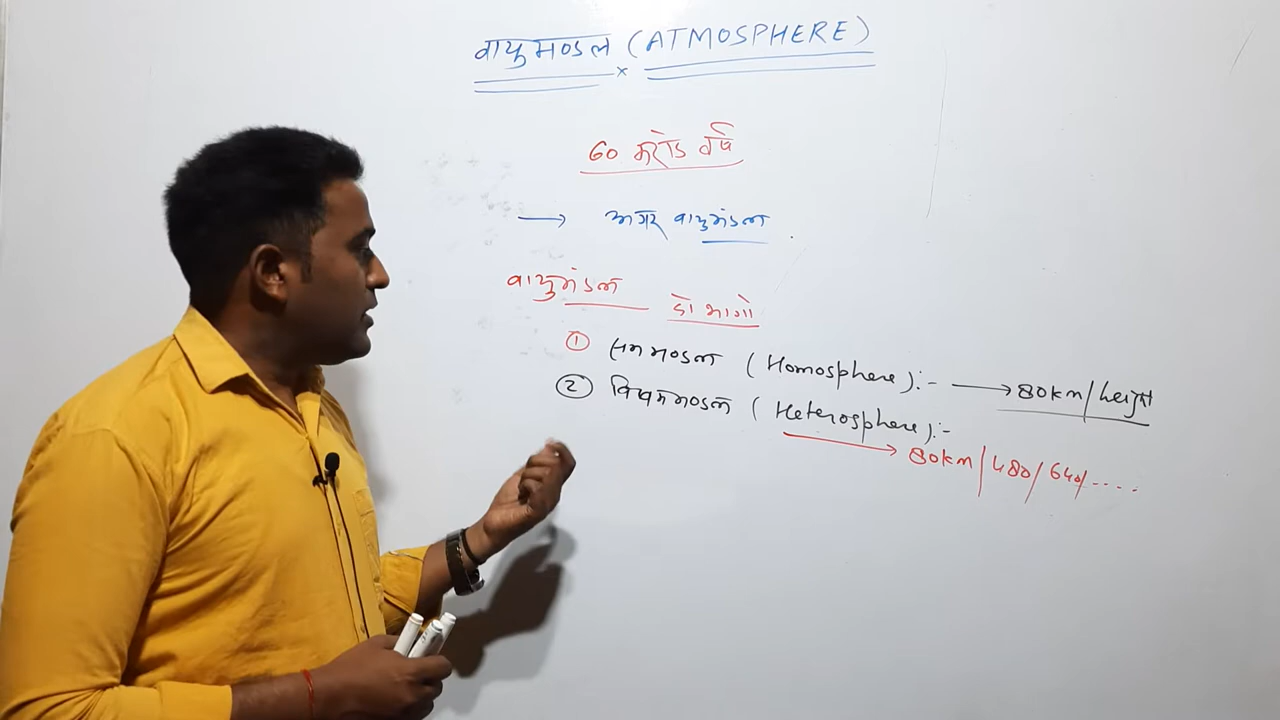 वायुमण्डल (ATMOSPHERE)
×
60 करोड वर्ष
→ अगर वायुमंडल
वायुमंडल दो भागो
① सममण्डल (Homosphere):- → 80km/height
② विषममण्डल (Heterosphere):-
→ 80km/480/640/....